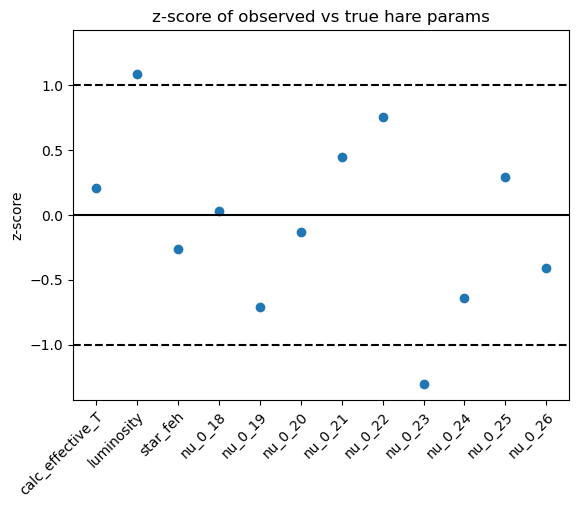 z-score of observed vs true hare params
1.0
0.5
0.0
−0.5
−1.0
z-score
calc_effective_T
luminosity
star_feh
nu_0_18
nu_0_19
nu_0_20
nu_0_21
nu_0_22
nu_0_23
nu_0_24
nu_0_25
nu_0_26